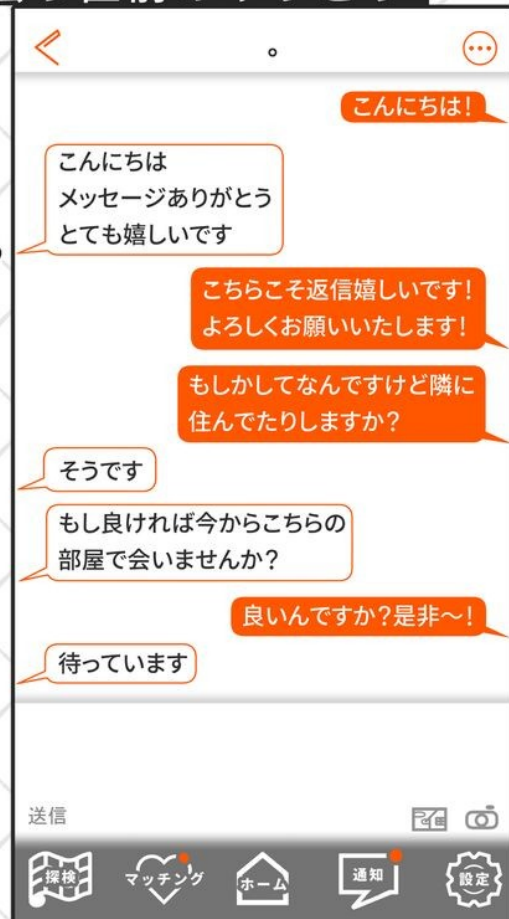 。
こんにちは!
こんにちは
メッセージありがとう
とても嬉しいです
こちらこそ返信嬉しいです!
よろしくお願いいたします!
もしかしてなんですけど隣に
住んでたりしますか?
そうです
もし良ければ今からこちらの
部屋で会いませんか?
良いんですか?是非～!
待っています
送信
探検
マッチング
ホーム
通知
設定